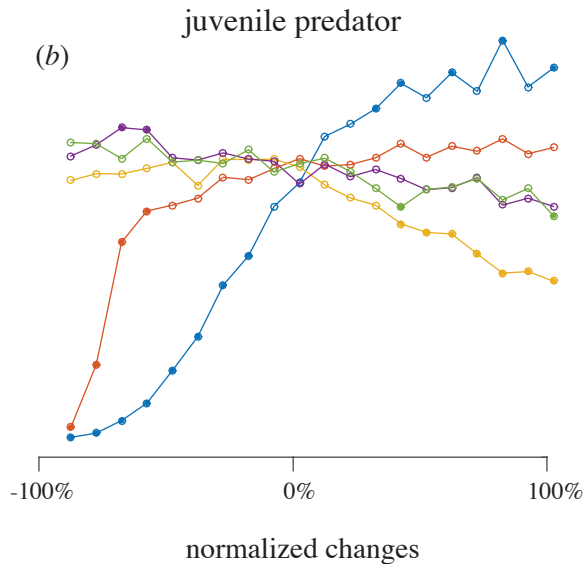 juvenile predator
(b)
-100% 0% 100%
normalized changes